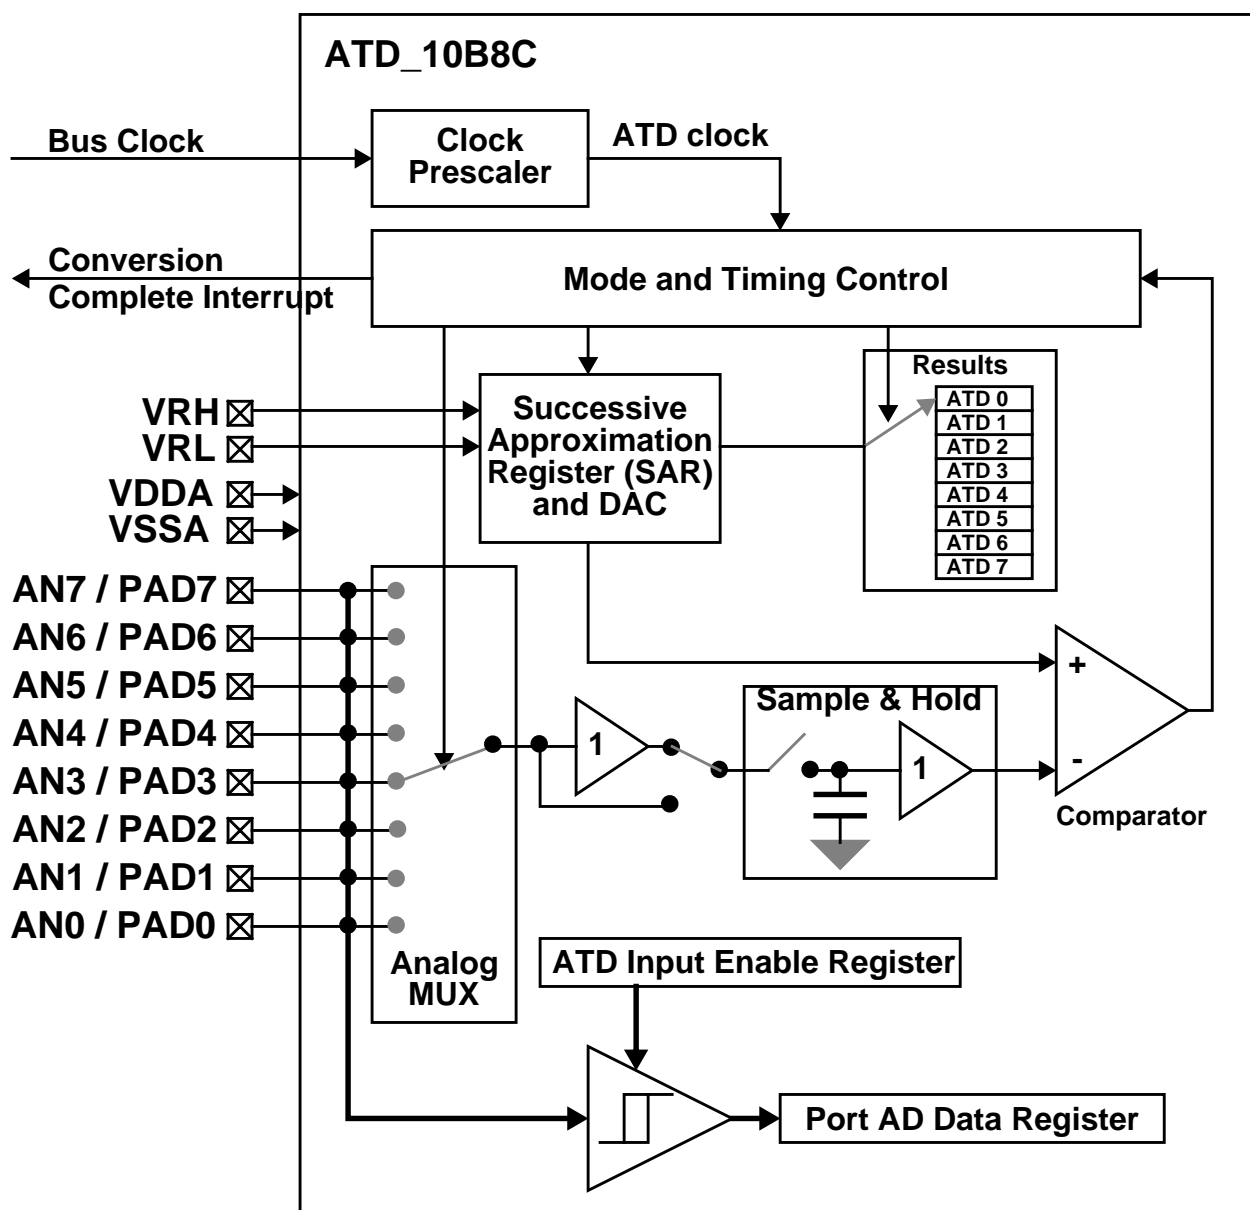 ATD_10B8C
Bus Clock
Clock
Prescaler
ATD clock
Conversion
Complete Interrupt
Mode and Timing Control
Results
ATD 0
ATD 1
ATD 2
ATD 3
ATD 4
ATD 5
ATD 6
ATD 7
VRH
VRL
VDDA
VSSA
Successive
Approximation
Register (SAR)
and DAC
AN7 / PAD7
AN6 / PAD6
AN5 / PAD5
AN4 / PAD4
AN3 / PAD3
AN2 / PAD2
AN1 / PAD1
AN0 / PAD0
Analog
MUX
1
Sample & Hold
1
+
-
Comparator
ATD Input Enable Register
Port AD Data Register